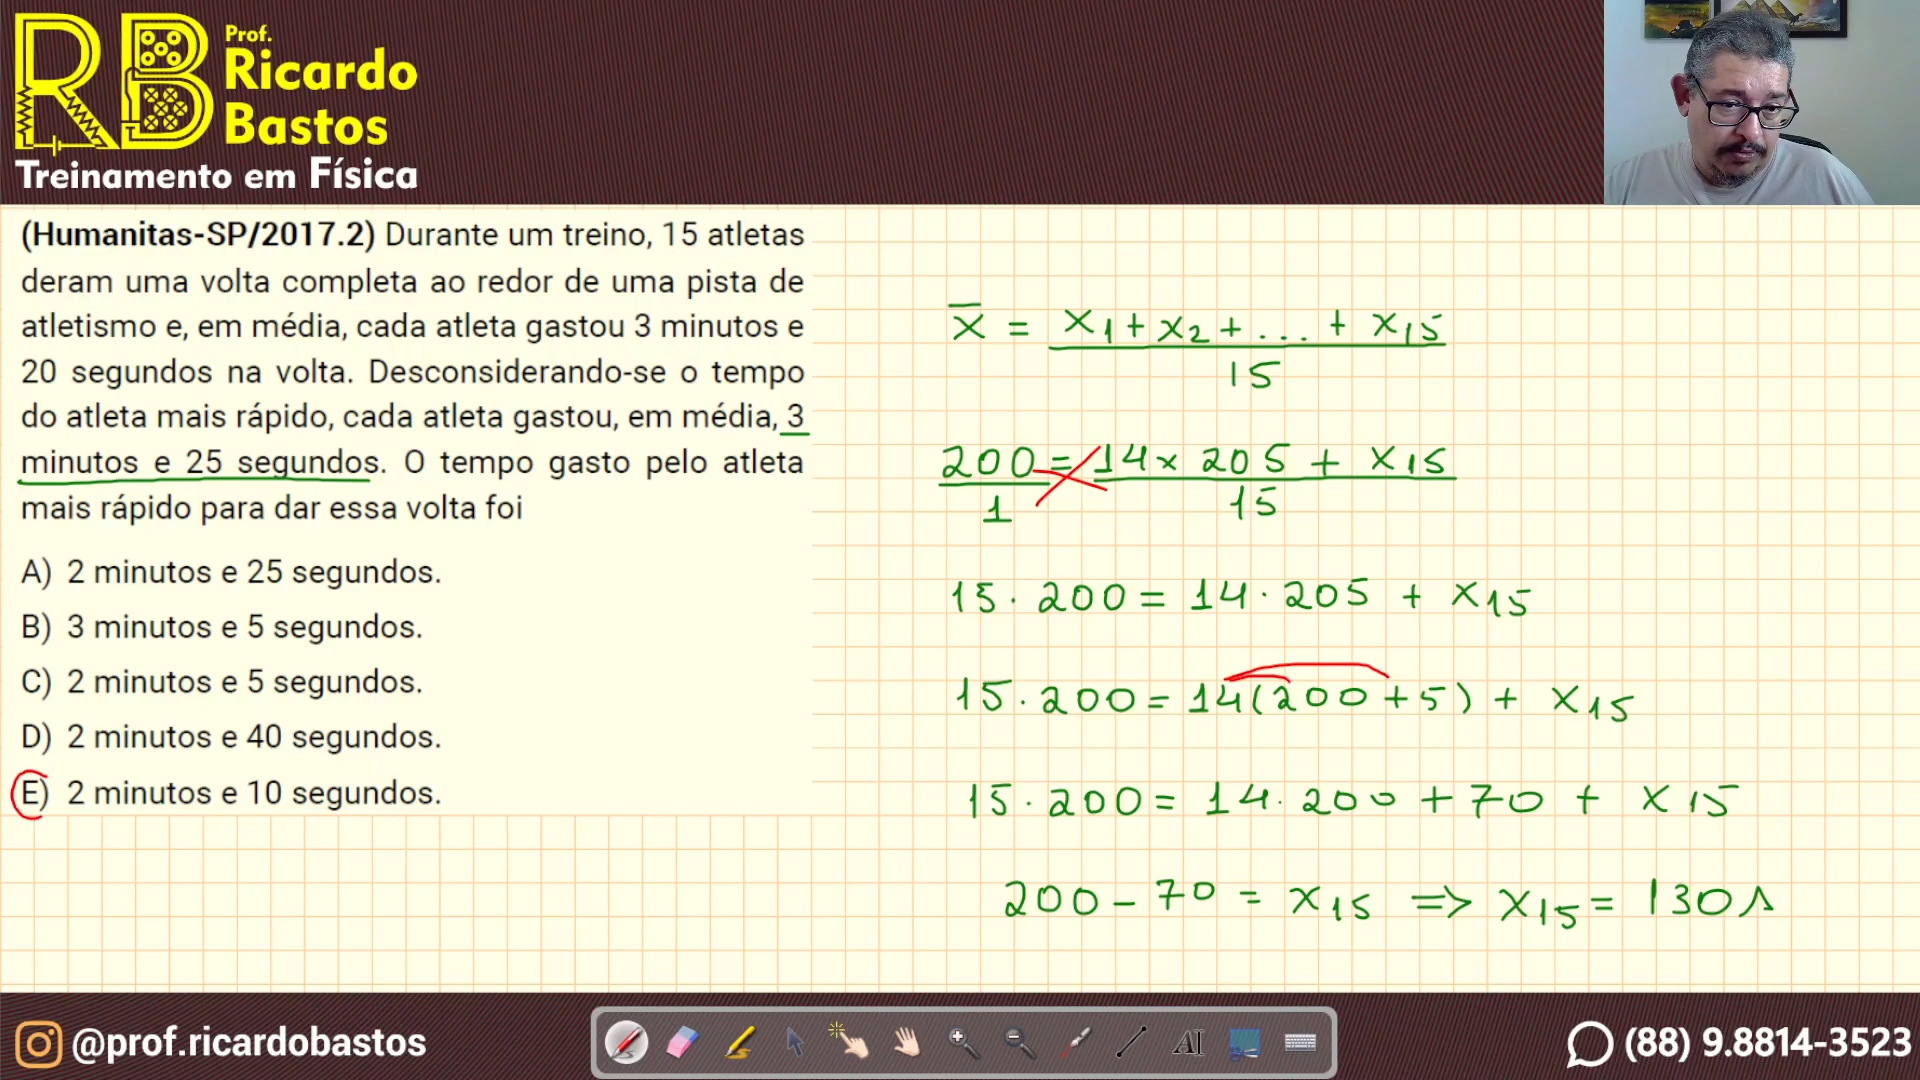 RB
Prof.
Ricardo
Bastos
Treinamento em Física
(Humanitas-SP/2017.2) Durante um treino, 15 atletas
deram uma volta completa ao redor de uma pista de
atletismo e, em média, cada atleta gastou 3 minutos e
20 segundos na volta. Desconsiderando-se o tempo
do atleta mais rápido, cada atleta gastou, em média, 3
minutos e 25 segundos. O tempo gasto pelo atleta
mais rápido para dar essa volta foi
A) 2 minutos e 25 segundos.
B) 3 minutos e 5 segundos.
C) 2 minutos e 5 segundos.
D) 2 minutos e 40 segundos.
E) 2 minutos e 10 segundos.
x̄ = x₁ + x₂ + ... + x₁₅
15
200 = 14 x 205 + x₁₅
1 15
15 · 200 = 14 · 205 + x₁₅
15 · 200 = 14(200 + 5) + x₁₅
15 · 200 = 14 · 200 + 70 + x₁₅
200 - 70 = x₁₅ => x₁₅ = 130 s
@prof.ricardobastos
AI
(88) 9.8814-3523